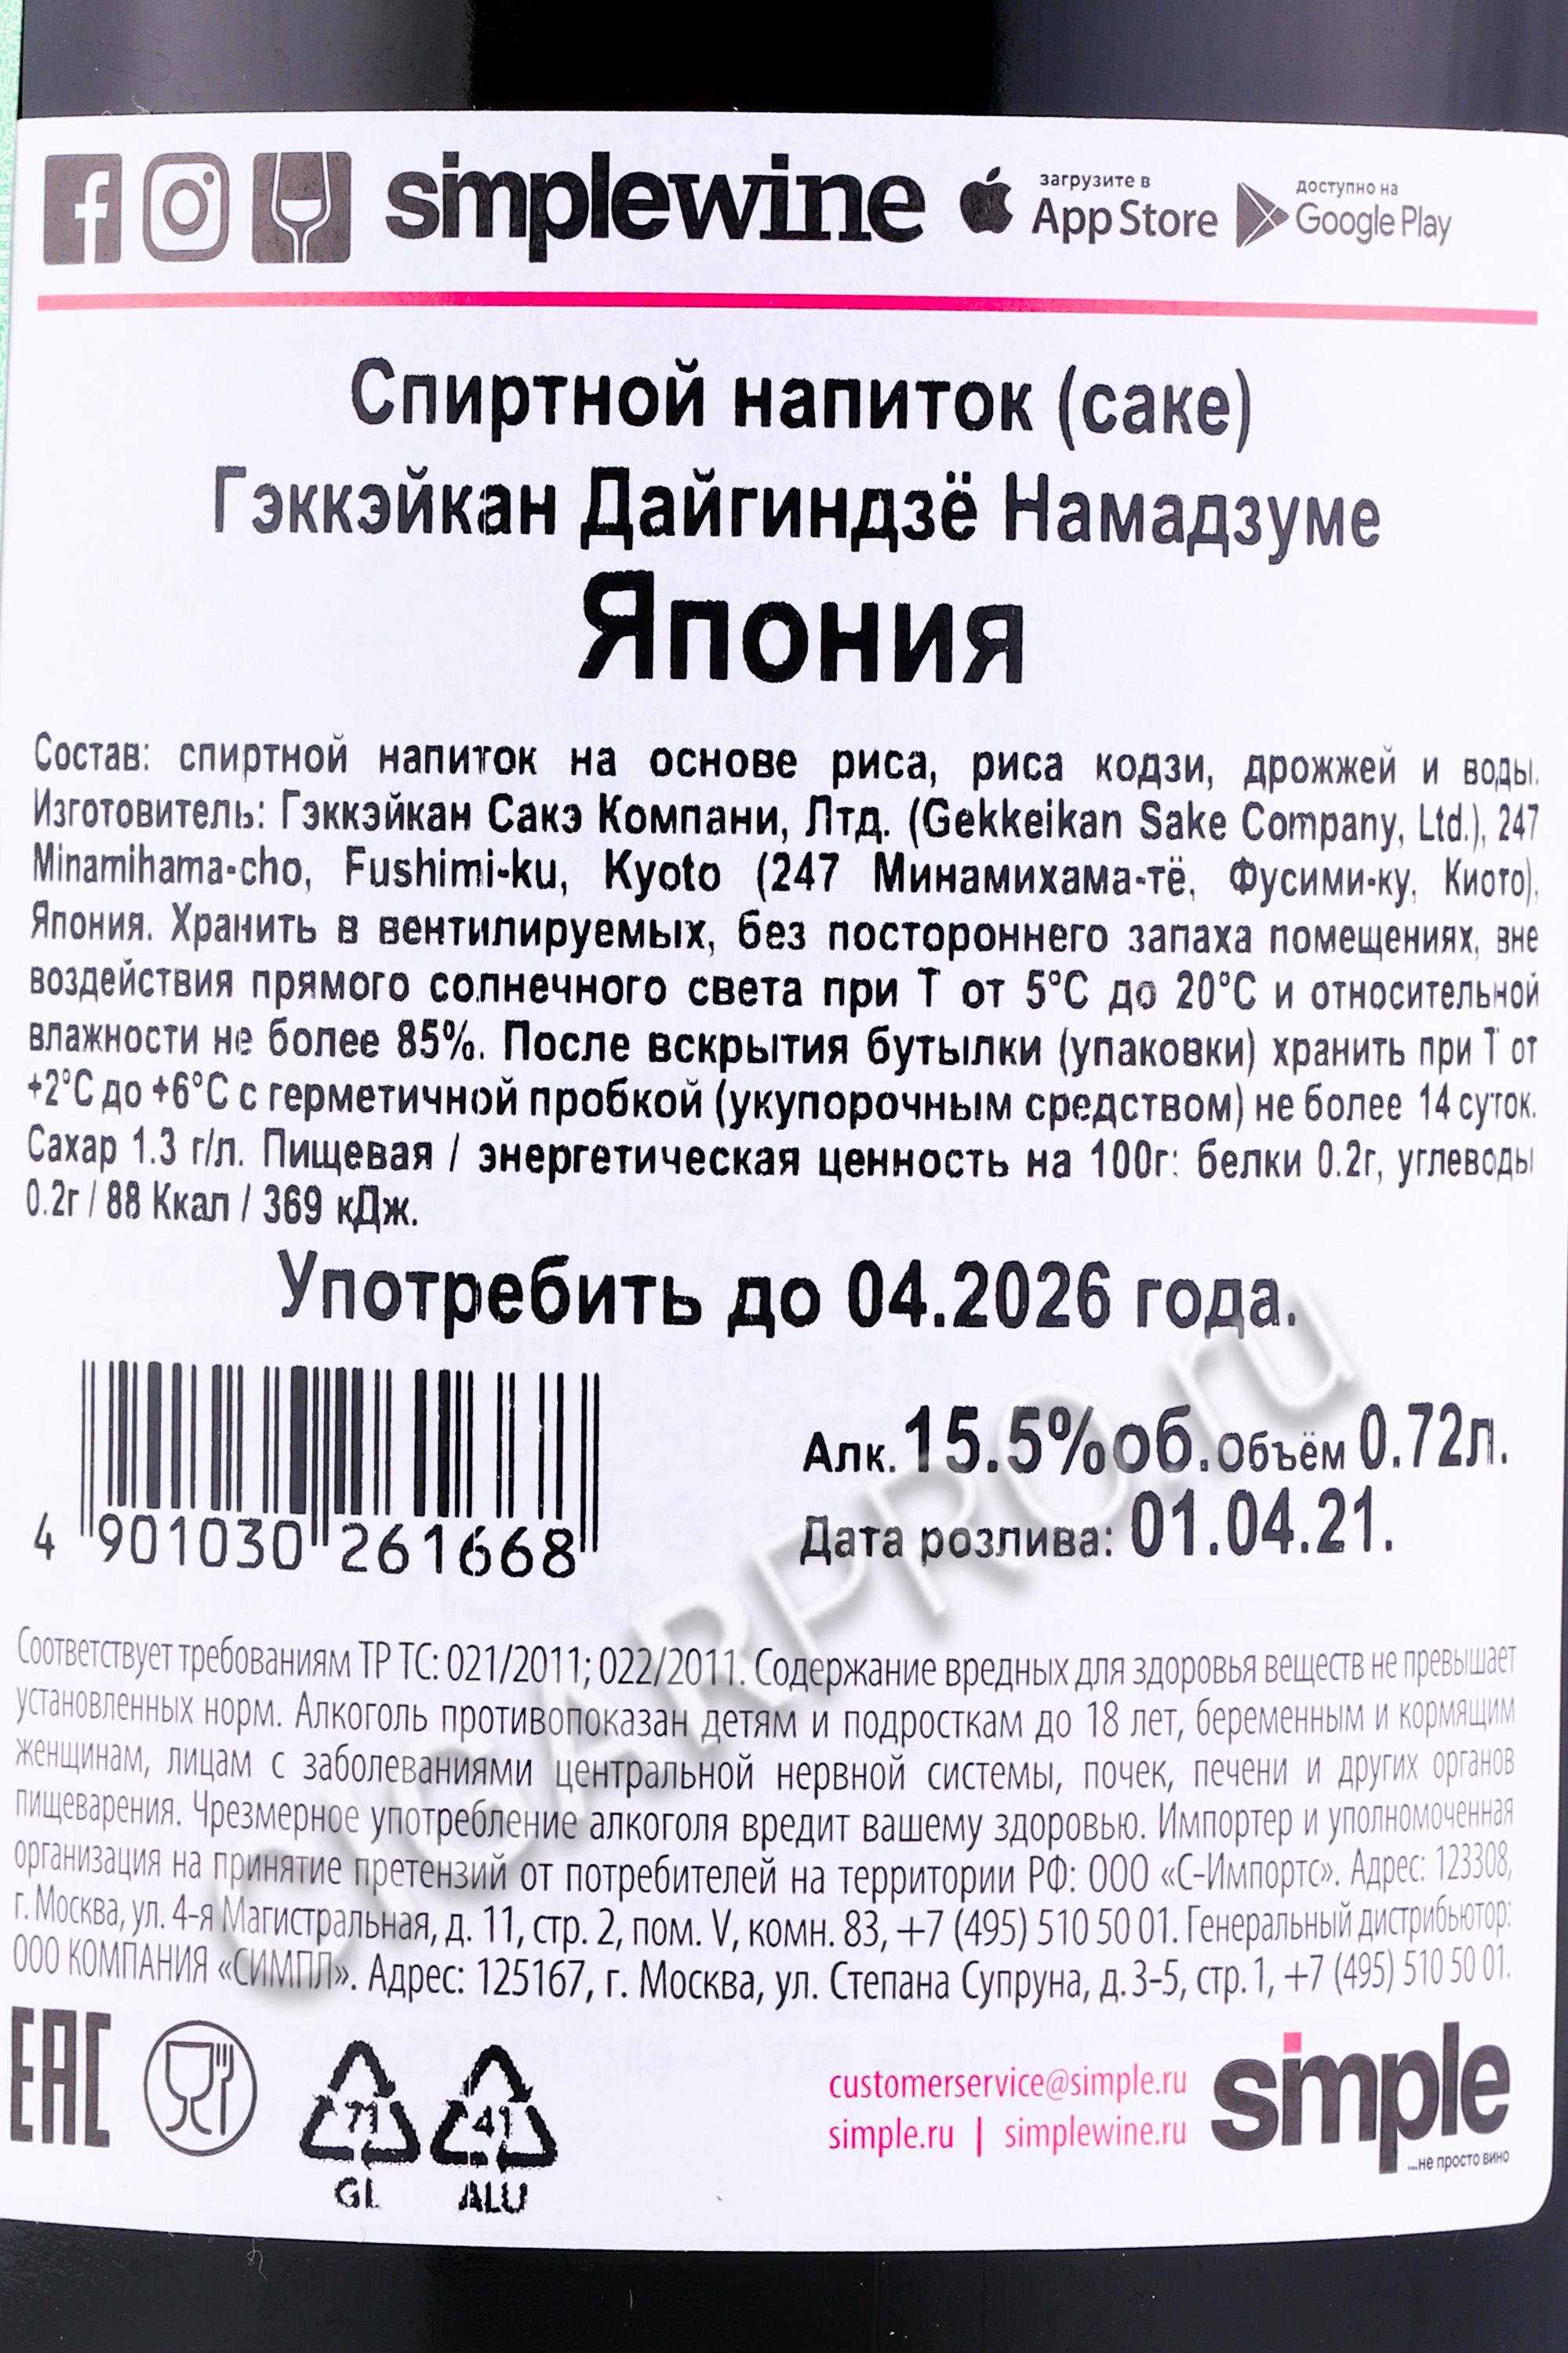 simplewine
загрузите в
App Store
доступно на
Google Play
Спиртной напиток (саке)
Гэккэйкан Дайгиндзё Намадзуме
Япония
Состав: спиртной напиток на основе риса, риса кодзи, дрожжей и воды.
Изготовитель: Гэккэйкан Сакэ Компани, Лтд. (Gekkeikan Sake Company, Ltd.), 247
Minamihama-cho, Fushimi-ku, Kyoto (247 Минамихама-тё, Фусими-ку, Киото),
Япония. Хранить в вентилируемых, без постороннего запаха помещениях, вне
воздействия прямого солнечного света при Т от 5°С до 20°С и относительной
влажности не более 85%. После вскрытия бутылки (упаковки) хранить при Т от
+2°С до +6°С с герметичной пробкой (укупорочным средством) не более 14 суток.
Сахар 1.3 г/л. Пищевая / энергетическая ценность на 100г: белки 0.2г, углеводы
0.2г / 88 Ккал / 369 кДж.
Употребить до 04.2026 года.
Алк. 15.5%об. Объём 0.72л.
Дата розлива: 01.04.21.
4 901030 261668
CIGARPRO.ru
Соответствует требованиям ТР ТС: 021/2011; 022/2011. Содержание вредных для здоровья веществ не превышает
установленных норм. Алкоголь противопоказан детям и подросткам до 18 лет, беременным и кормящим
женщинам, лицам с заболеваниями центральной нервной системы, почек, печени и других органов
пищеварения. Чрезмерное употребление алкоголя вредит вашему здоровью. Импортер и уполномоченная
организация на принятие претензий от потребителей на территории РФ: ООО «С-Импортс». Адрес: 123308,
г. Москва, ул. 4-я Магистральная, д. 11, стр. 2, пом. V, комн. 83, +7 (495) 510 50 01. Генеральный дистрибьютор:
ООО КОМПАНИЯ «СИМПЛ». Адрес: 125167, г. Москва, ул. Степана Супруна, д. 3-5, стр. 1, +7 (495) 510 50 01.
EAC
71
GL
41
ALU
customerservice@simple.ru
simple.ru | simplewine.ru
simple
...не просто вино